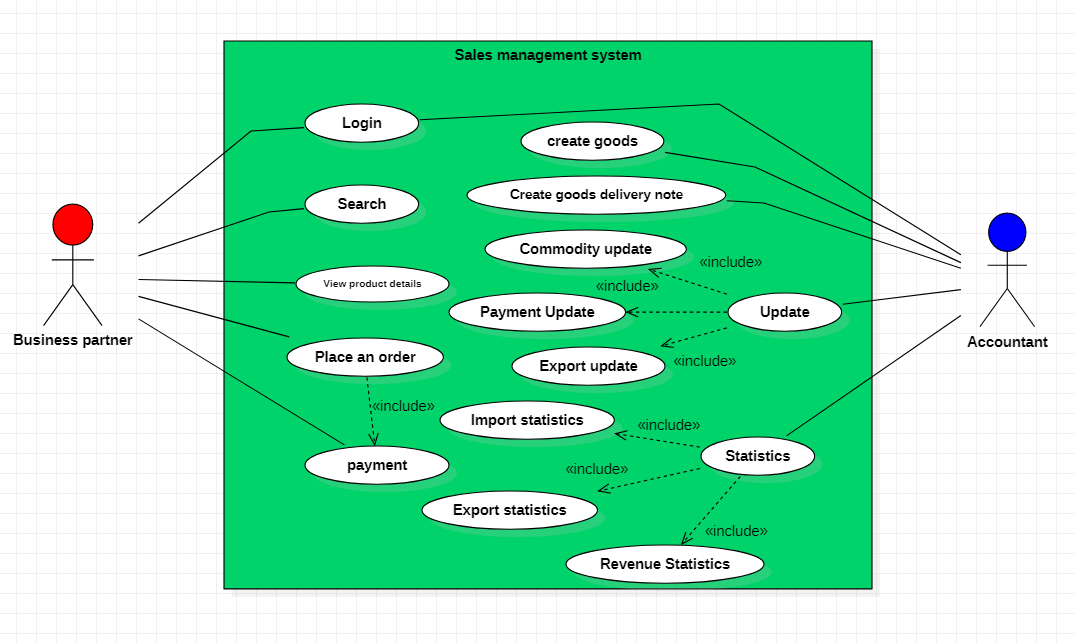 Sales management system
Login
create goods
Create goods delivery note
Search
Commodity update
«include»
View product details
«include»
Payment Update
Update
Business partner
Accountant
Place an order
Export update
«include»
«include»
Import statistics
«include»
payment
Statistics
«include»
Export statistics
«include»
Revenue Statistics